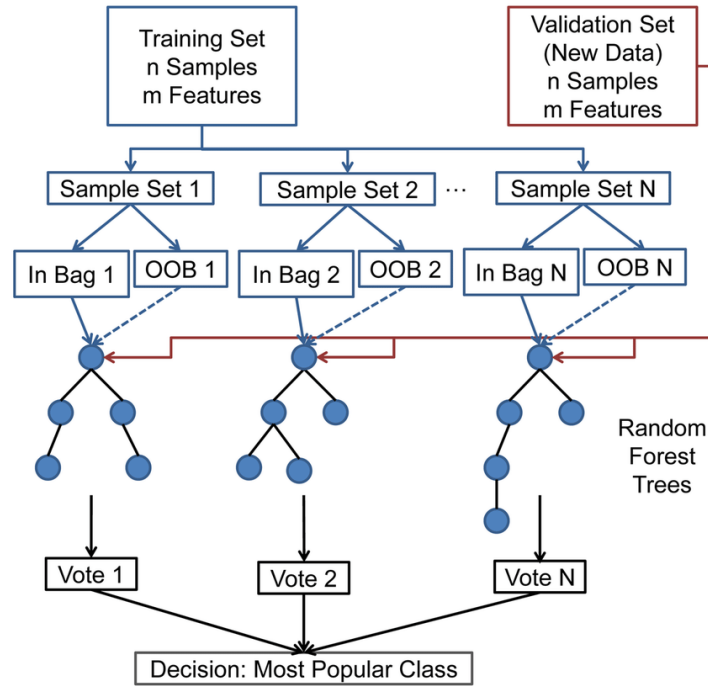 Training Set
n Samples
m Features
Validation Set
(New Data)
n Samples
m Features
Sample Set 1
Sample Set 2
...
Sample Set N
In Bag 1
OOB 1
In Bag 2
OOB 2
In Bag N
OOB N
Random
Forest
Trees
Vote 1
Vote 2
Vote N
Decision: Most Popular Class